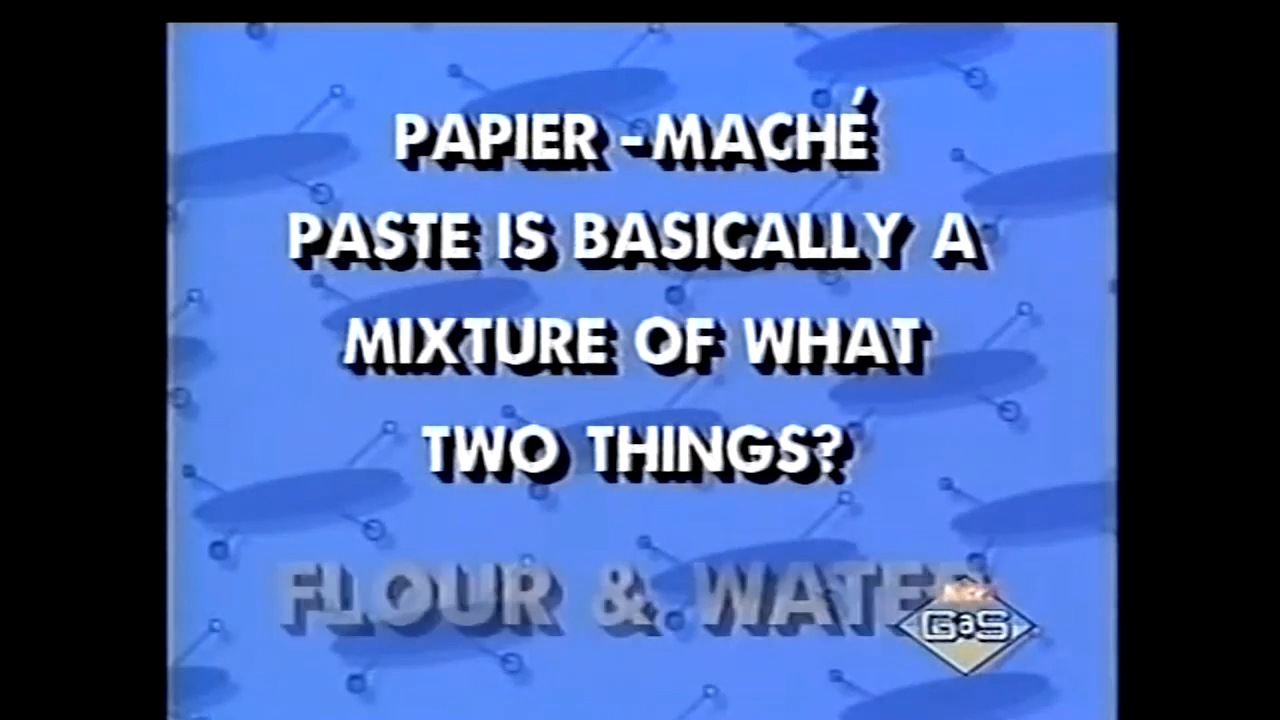 PAPIER -MACHÉ
PASTE IS BASICALLY A
MIXTURE OF WHAT
TWO THINGS?
FLOUR & WATER
GaS